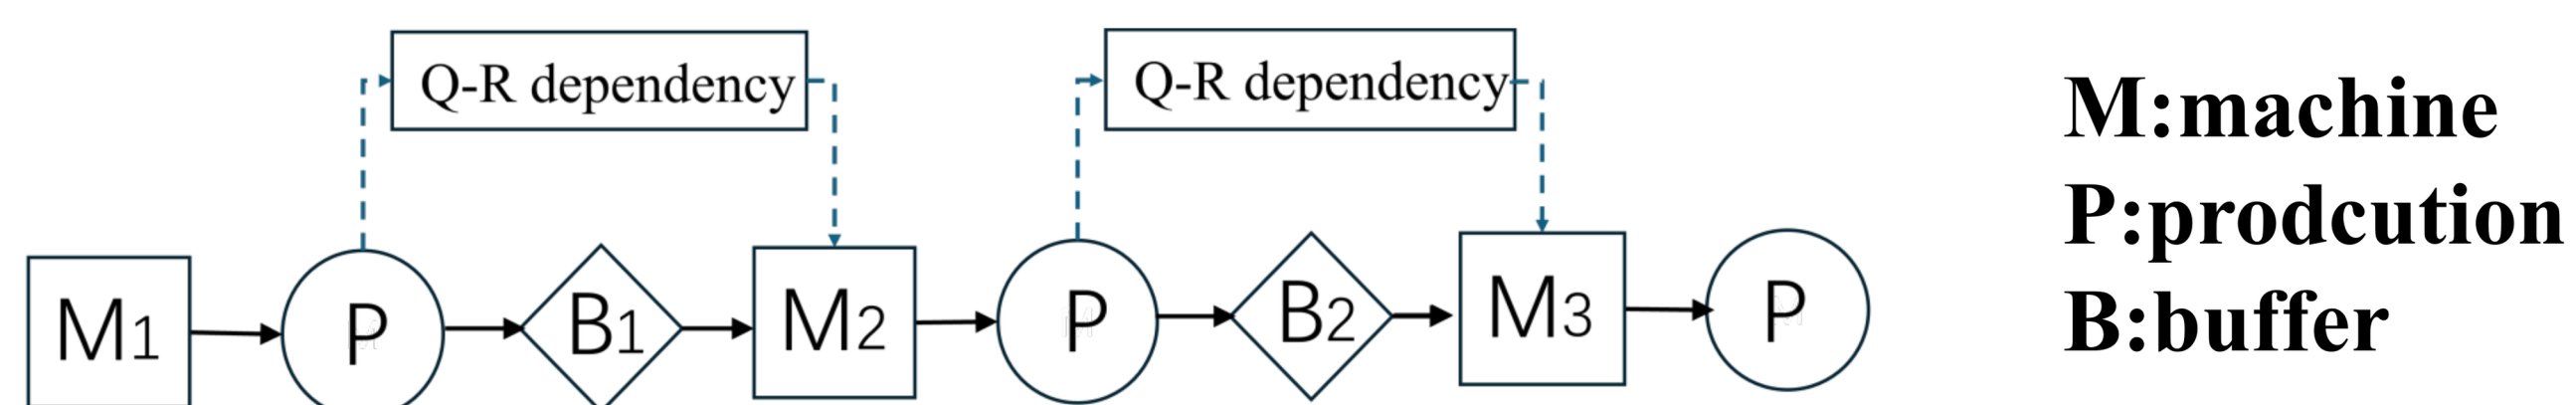 Q-R dependency
Q-R dependency
M1
P
B1
M2
P
B2
M3
P
M:machine
P:prodcution
B:buffer